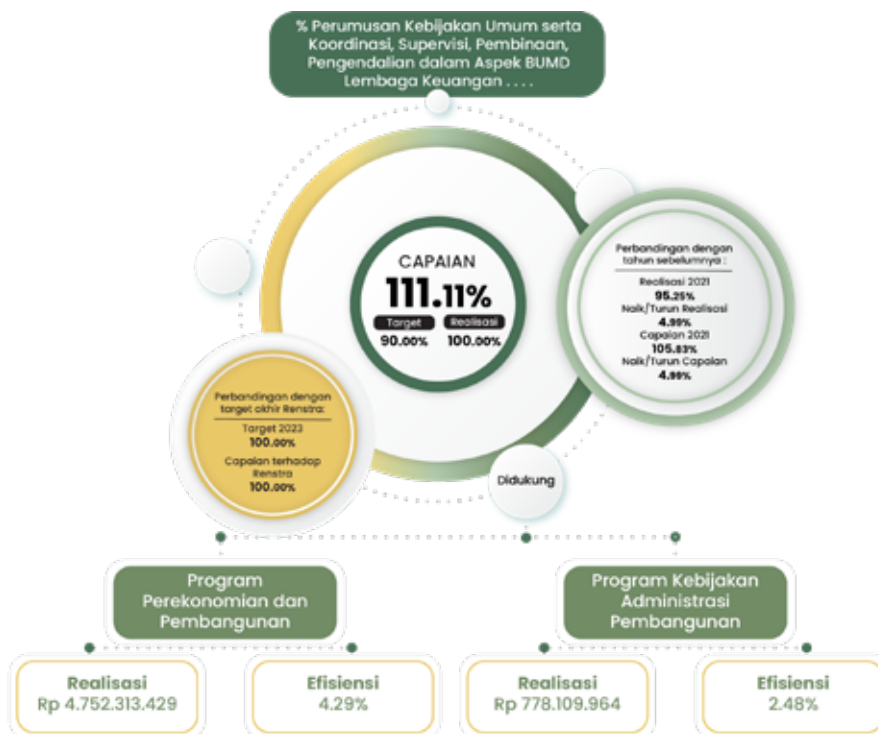 % Perumusan Kebijakan Umum serta
Koordinasi, Supervisi, Pembinaan,
Pengendalian dalam Aspek BUMD
Lembaga Keuangan . . . .
CAPAIAN
111.11%
Target Realisasi
90.00% 100.00%
Perbandingan dengan
tahun sebelumnya :
Realisasi 2021
95.25%
Naik/Turun Realisasi
4.99%
Capaian 2021
105.83%
Naik/Turun Capaian
4.99%
Perbandingan dengan
target akhir Renstra:
Target 2023
100.00%
Capaian terhadap
Renstra
100.00%
Didukung
Program
Perekonomian dan
Pembangunan
Realisasi
Rp 4.752.313.429
Efisiensi
4.29%
Program Kebijakan
Administrasi
Pembangunan
Realisasi
Rp 778.109.964
Efisiensi
2.48%